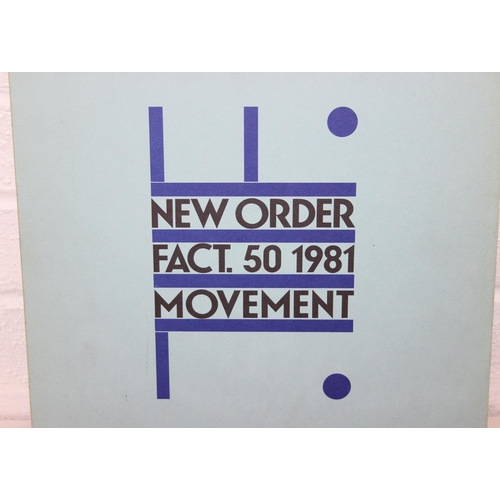 NEW ORDER
FACT. 50 1981
MOVEMENT